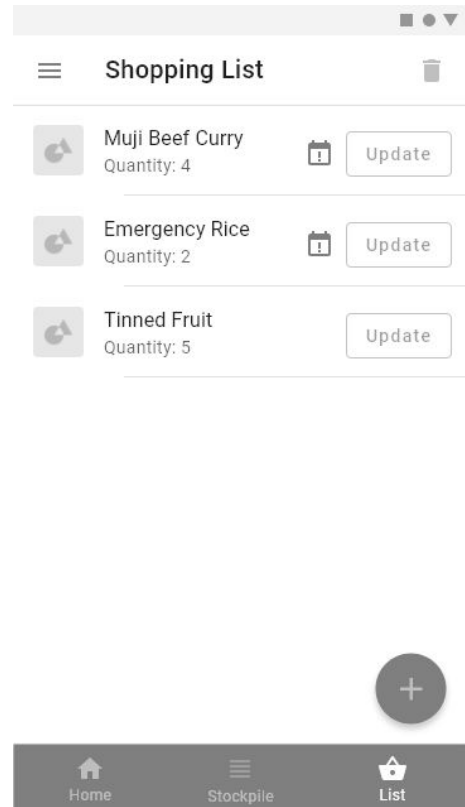 Shopping List
Muji Beef Curry
Quantity: 4
Update
Emergency Rice
Quantity: 2
Update
Tinned Fruit
Quantity: 5
Update
Home
Stockpile
List